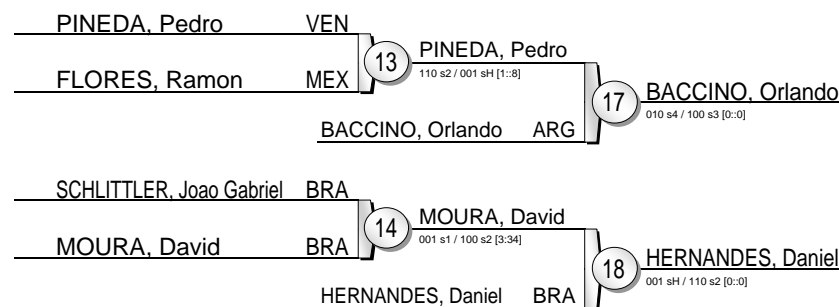 PINEDA, Pedro VEN
13
PINEDA, Pedro
110 s2 / 001 sH [1::8]
FLORES, Ramon MEX
17
BACCINO, Orlando
010 s4 / 100 s3 [0::0]
BACCINO, Orlando ARG
SCHLITTLER, Joao Gabriel BRA
14
MOURA, David
001 s1 / 100 s2 [3:34]
MOURA, David BRA
18
HERNANDES, Daniel
001 sH / 110 s2 [0::0]
HERNANDES, Daniel BRA